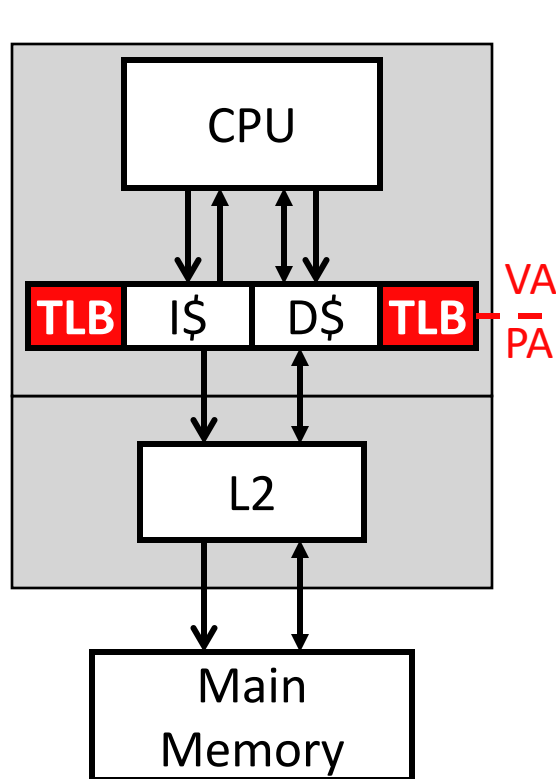 CPU
TLB I$ D$ TLB
VA
PA
L2
Main
Memory